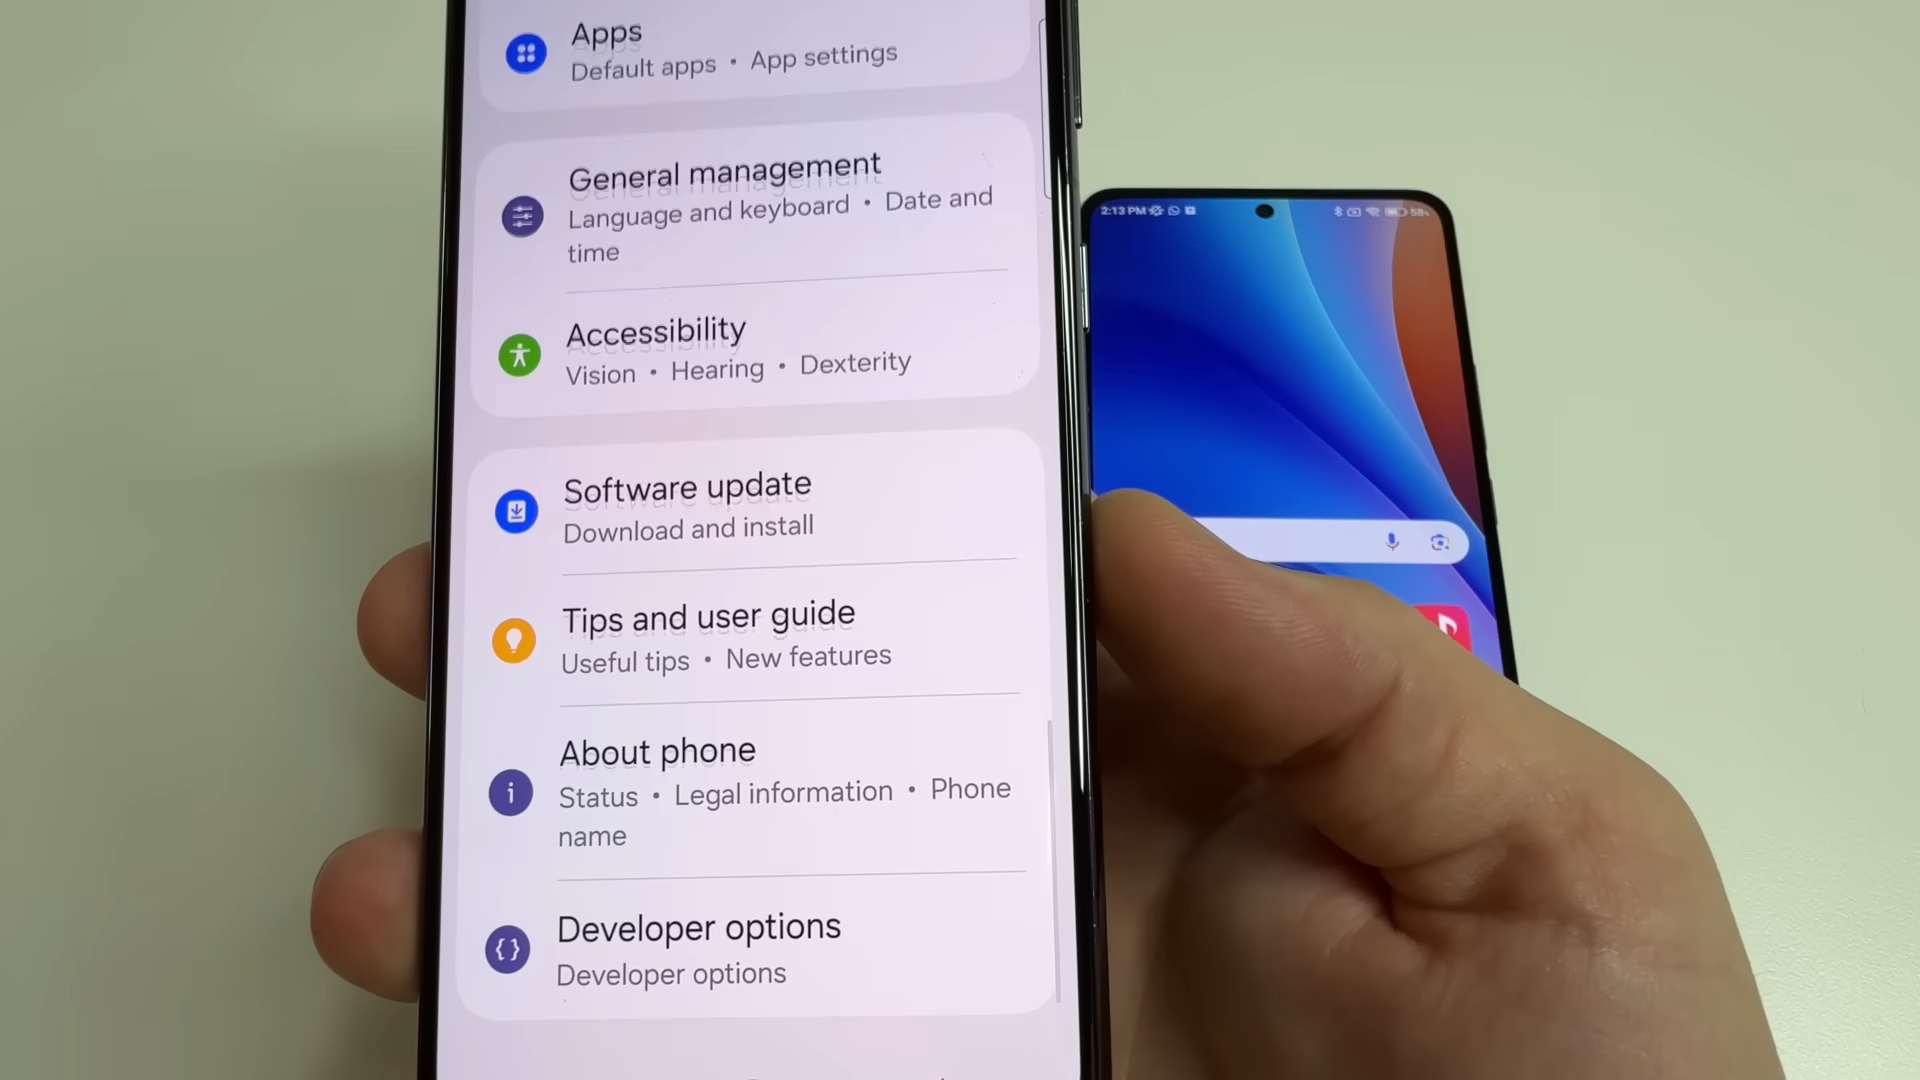 Apps
Default apps • App settings
General management
Language and keyboard • Date and
time
Accessibility
Vision • Hearing • Dexterity
2:13 PM
58%
Software update
Download and install
Tips and user guide
Useful tips • New features
About phone
Status • Legal information • Phone
name
Developer options
Developer options